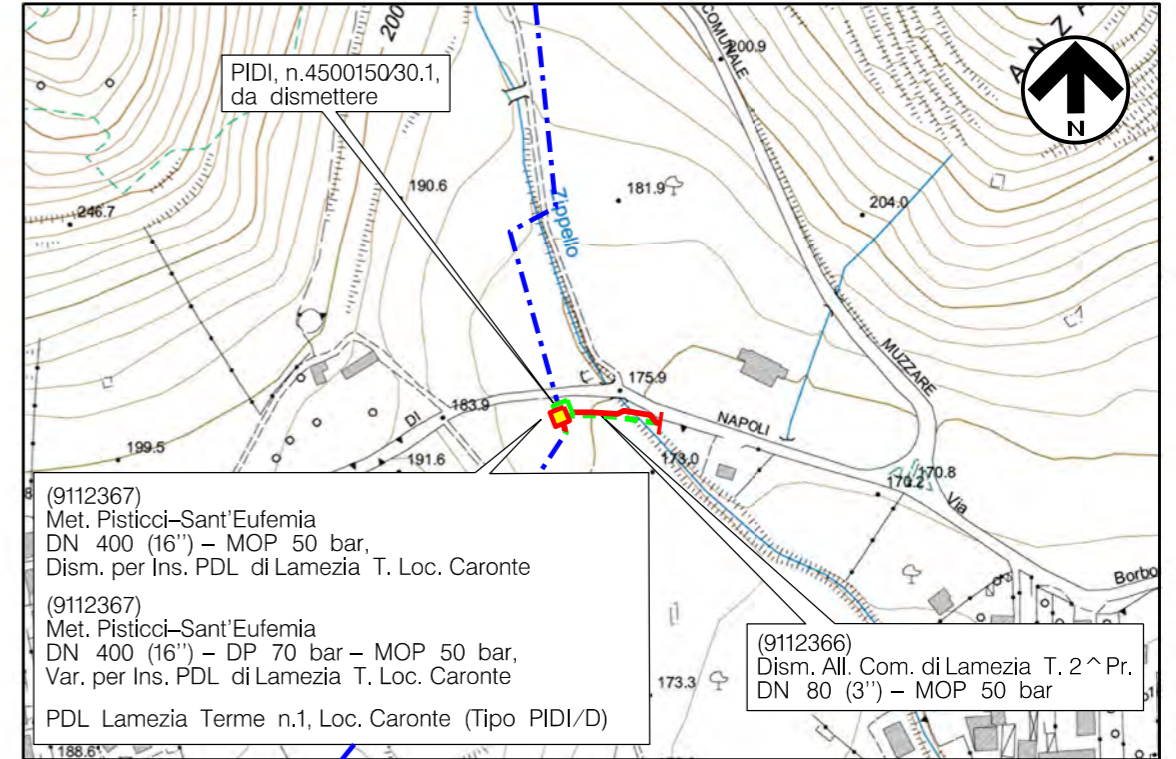 200
COMUNALE
200.9
ANZA
N
PIDI, n.4500150/30.1,
da dismettere
190.6
Zippello
181.9
204.0
246.7
MUZZARE
175.9
183.9
DI
NAPOLI
199.5
191.6
173.0
170.8
170.2
Via
Borbo
(9112367)
Met. Pisticci–Sant'Eufemia
DN 400 (16'') – MOP 50 bar,
Dism. per Ins. PDL di Lamezia T. Loc. Caronte
(9112367)
Met. Pisticci–Sant'Eufemia
DN 400 (16'') – DP 70 bar – MOP 50 bar,
Var. per Ins. PDL di Lamezia T. Loc. Caronte
PDL Lamezia Terme n.1, Loc. Caronte (Tipo PIDI/D)
(9112366)
Dism. All. Com. di Lamezia T. 2^Pr.
DN 80 (3'') – MOP 50 bar
173.3
188.6